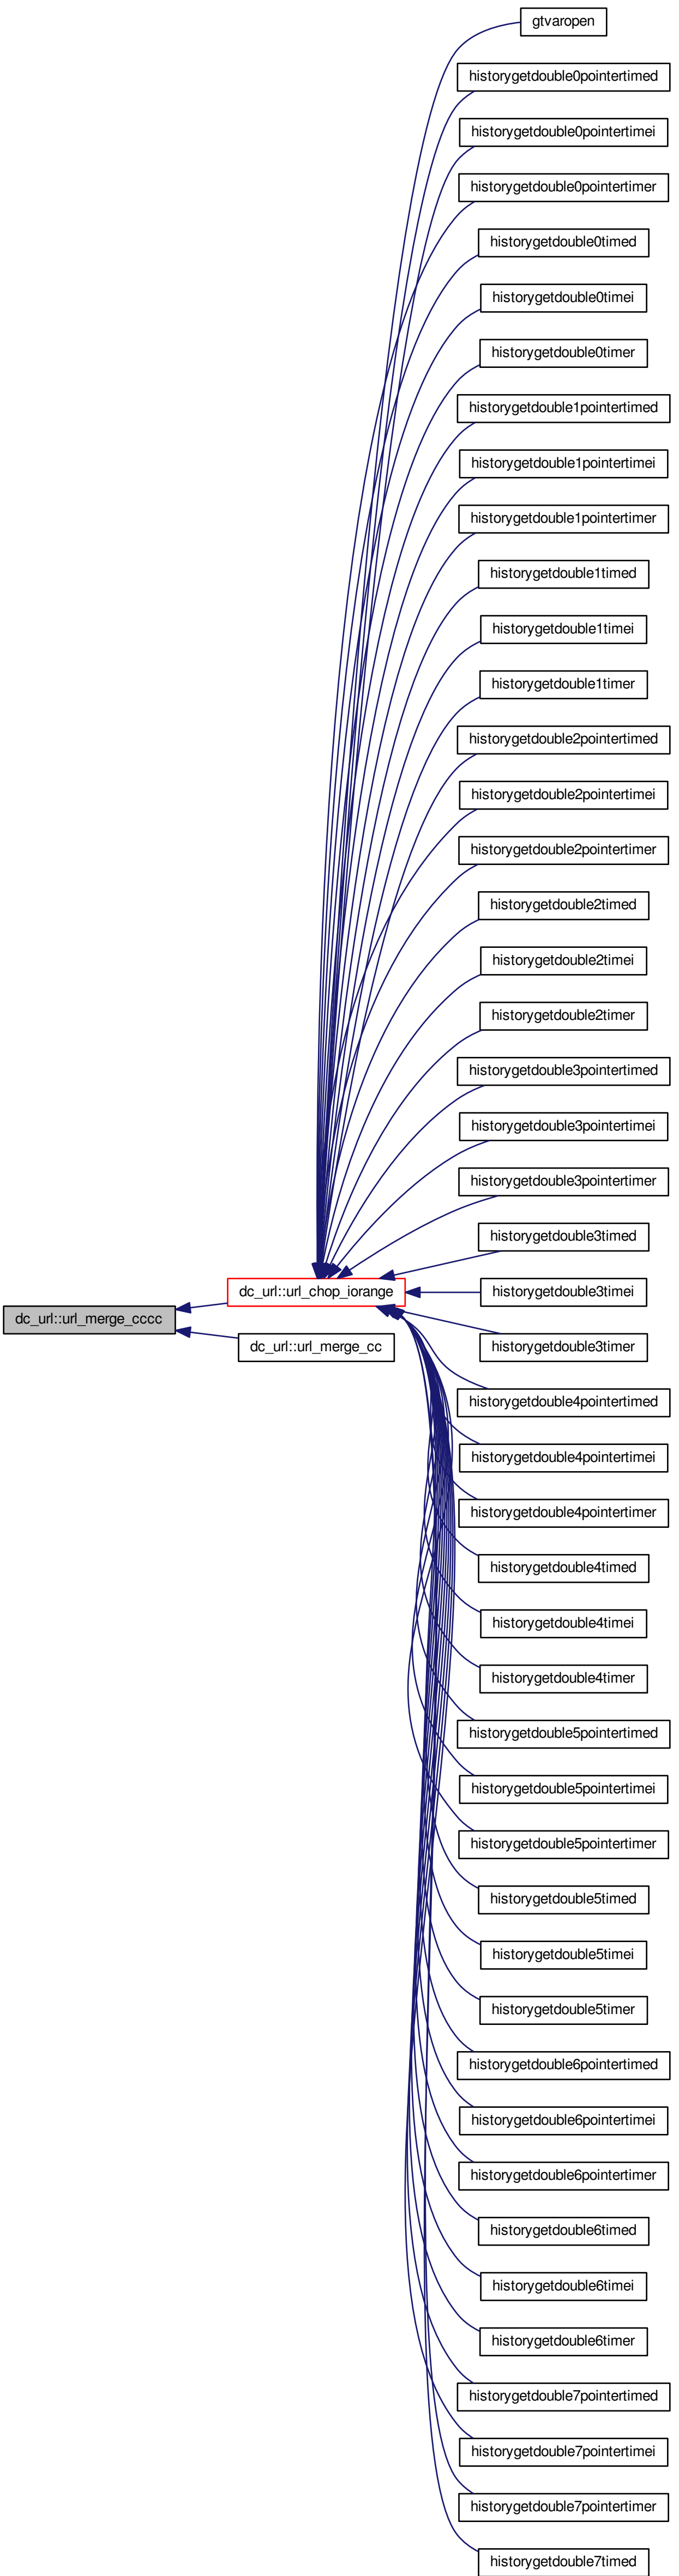 gtvaropen
historygetdouble0pointertimed
historygetdouble0pointertimei
historygetdouble0pointertimer
historygetdouble0timed
historygetdouble0timei
historygetdouble0timer
historygetdouble1pointertimed
historygetdouble1pointertimei
historygetdouble1pointertimer
historygetdouble1timed
historygetdouble1timei
historygetdouble1timer
historygetdouble2pointertimed
historygetdouble2pointertimei
historygetdouble2pointertimer
historygetdouble2timed
historygetdouble2timei
historygetdouble2timer
historygetdouble3pointertimed
historygetdouble3pointertimei
historygetdouble3pointertimer
historygetdouble3timed
dc_url::url_chop_iorange
historygetdouble3timei
dc_url::url_merge_cccc
dc_url::url_merge_cc
historygetdouble3timer
historygetdouble4pointertimed
historygetdouble4pointertimei
historygetdouble4pointertimer
historygetdouble4timed
historygetdouble4timei
historygetdouble4timer
historygetdouble5pointertimed
historygetdouble5pointertimei
historygetdouble5pointertimer
historygetdouble5timed
historygetdouble5timei
historygetdouble5timer
historygetdouble6pointertimed
historygetdouble6pointertimei
historygetdouble6pointertimer
historygetdouble6timed
historygetdouble6timei
historygetdouble6timer
historygetdouble7pointertimed
historygetdouble7pointertimei
historygetdouble7pointertimer
historygetdouble7timed